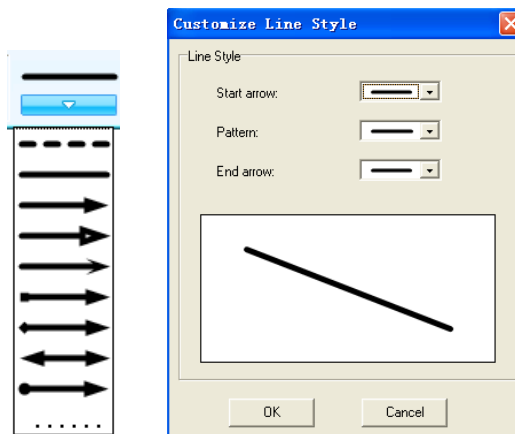 Customize Line Style
Line Style
Start arrow:
Pattern:
End arrow:
OK
Cancel